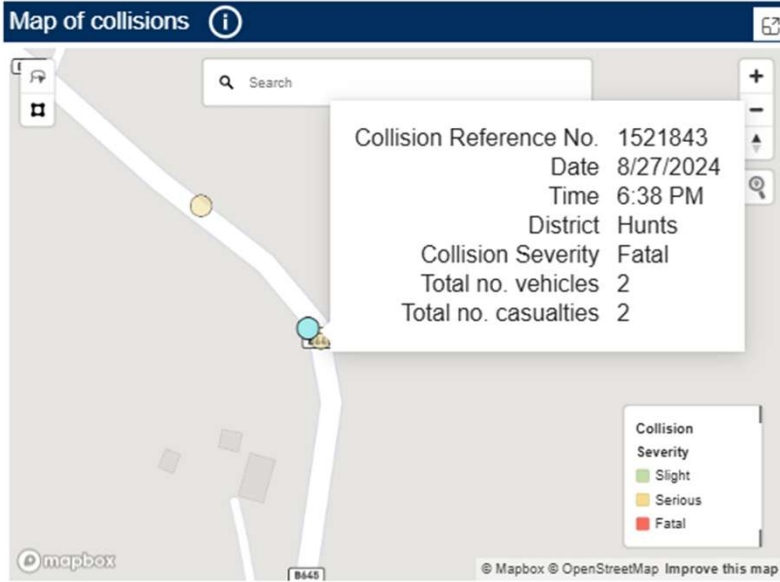 Map of collisions i
Search
Collision Reference No. 1521843
Date 8/27/2024
Time 6:38 PM
District Hunts
Collision Severity Fatal
Total no. vehicles 2
Total no. casualties 2
Collision
Severity
Slight
Serious
Fatal
mapbox
B645
© Mapbox © OpenStreetMap Improve this map